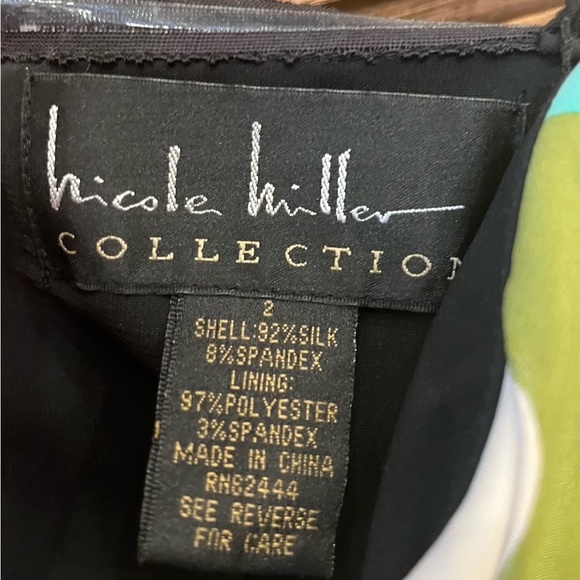 nicole miller
COLLECTION
2
SHELL:92%SILK
8%SPANDEX
LINING:
97%POLYESTER
3%SPANDEX
MADE IN CHINA
RN62444
SEE REVERSE
FOR CARE